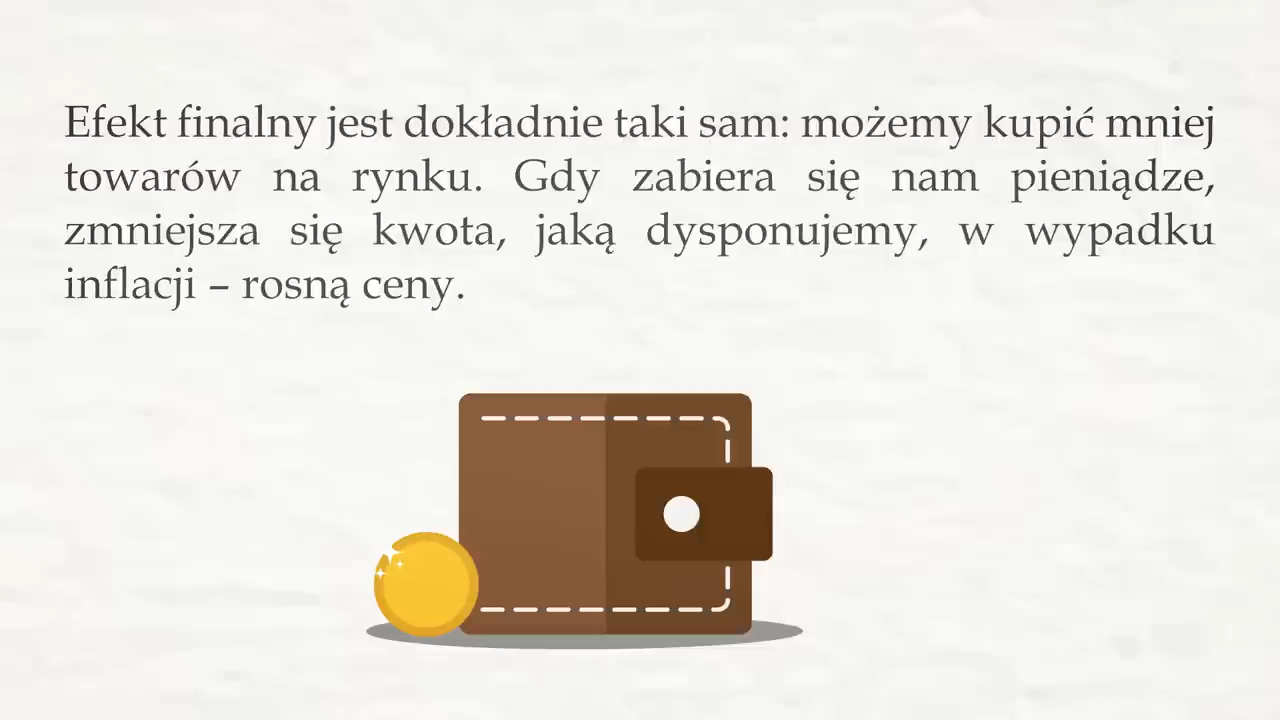 Efekt finalny jest dokładnie taki sam: możemy kupić mniej
towarów na rynku. Gdy zabiera się nam pieniądze,
zmniejsza się kwota, jaką dysponujemy, w wypadku
inflacji – rosną ceny.